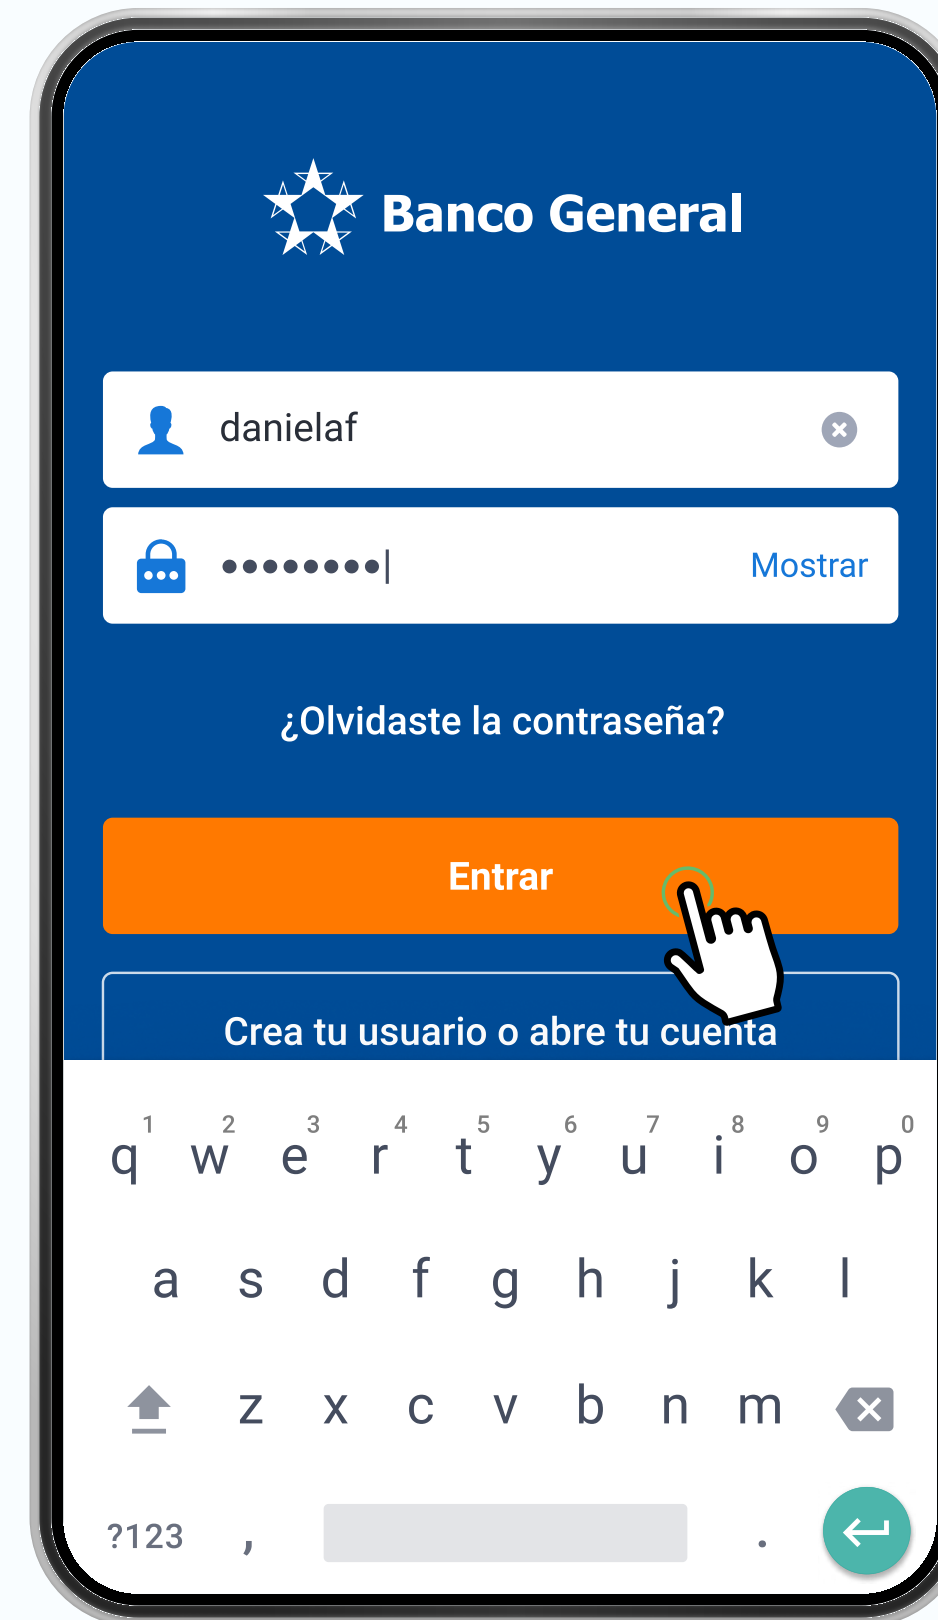 Banco General
danielaf
•••••••• Mostrar
¿Olvidaste la contraseña?
Entrar
Crea tu usuario o abre tu cuenta
1 2 3 4 5 6 7 8 9 0
q w e r t y u i o p
a s d f g h j k l
z x c v b n m
?123 , .